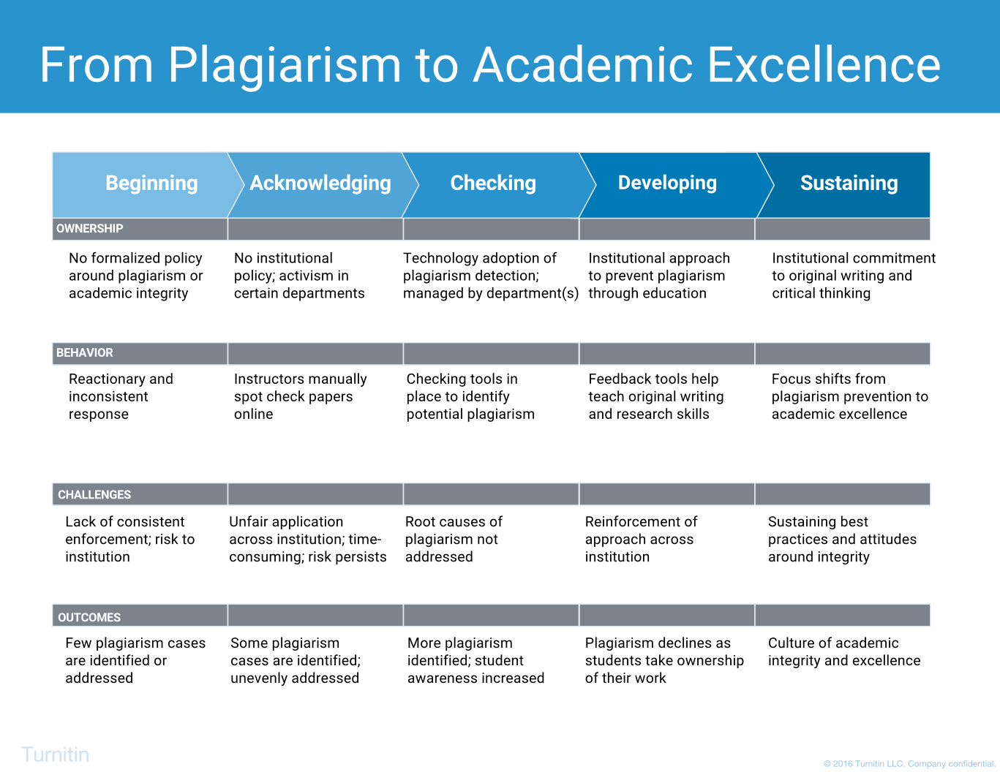 From Plagiarism to Academic Excellence
Beginning
Acknowledging
Checking
Developing
Sustaining
OWNERSHIP
No formalized policy
around plagiarism or
academic integrity
No institutional
policy; activism in
certain departments
Technology adoption of
plagiarism detection;
managed by department(s)
Institutional approach
to prevent plagiarism
through education
Institutional commitment
to original writing and
critical thinking
BEHAVIOR
Reactionary and
inconsistent
response
Instructors manually
spot check papers
online
Checking tools in
place to identify
potential plagiarism
Feedback tools help
teach original writing
and research skills
Focus shifts from
plagiarism prevention to
academic excellence
CHALLENGES
Lack of consistent
enforcement; risk to
institution
Unfair application
across institution; time-
consuming; risk persists
Root causes of
plagiarism not
addressed
Reinforcement of
approach across
institution
Sustaining best
practices and attitudes
around integrity
OUTCOMES
Few plagiarism cases
are identified or
addressed
Some plagiarism
cases are identified;
unevenly addressed
More plagiarism
identified; student
awareness increased
Plagiarism declines as
students take ownership
of their work
Culture of academic
integrity and excellence
Turnitin
© 2016 Turnitin LLC. Company confidential.